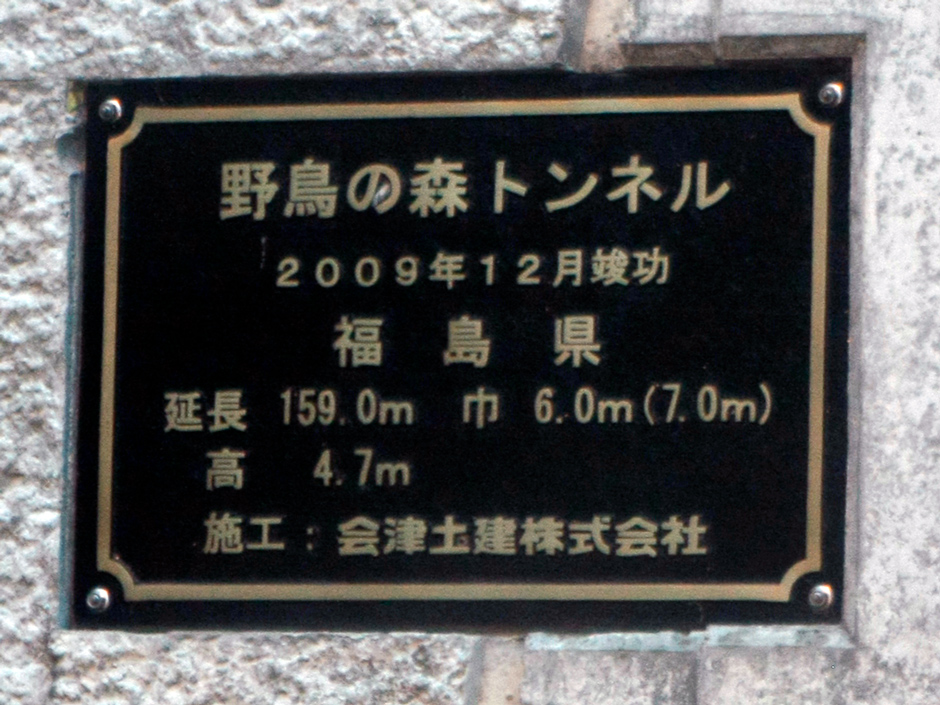 野鳥の森トンネル
２００９年１２月竣功
福島県
延長 159.0m 巾 6.0m(7.0m)
高 4.7m
施工：会津土建株式会社